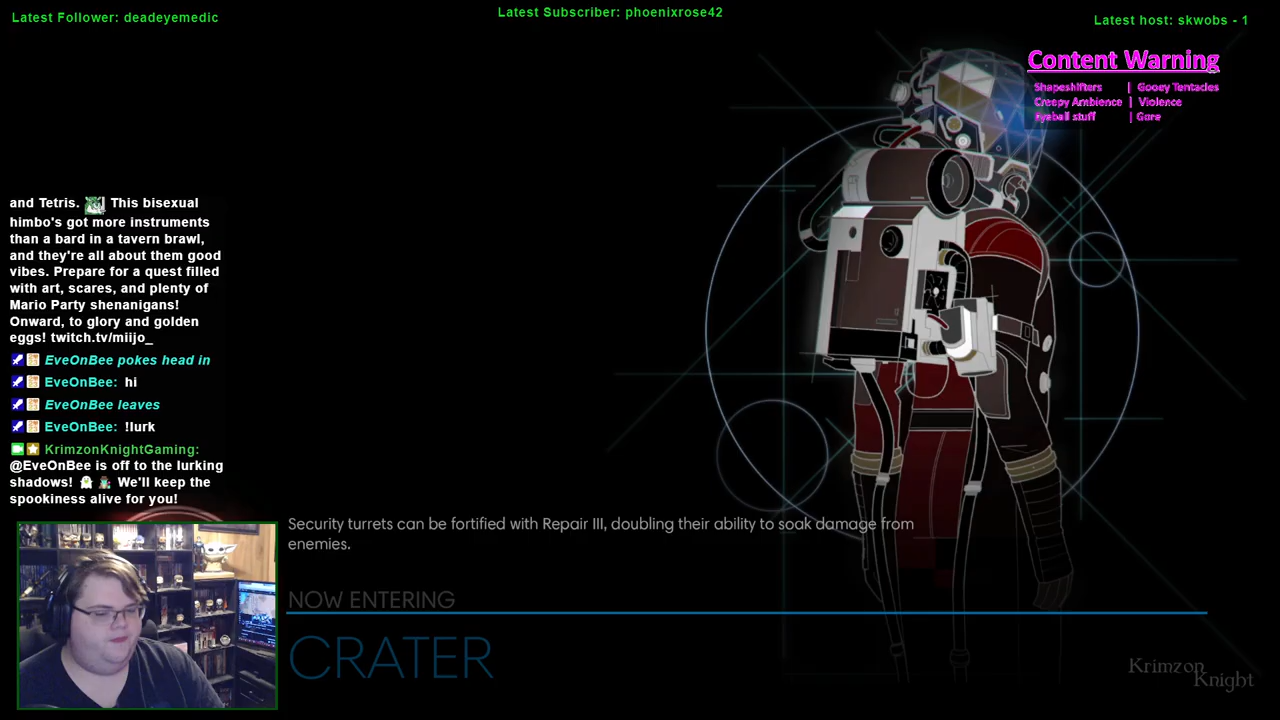 Latest Follower: deadeyemedic
Latest Subscriber: phoenixrose42
Latest host: skwobs - 1
Content Warning
Shapeshifters | Gooey Tentacles
Creepy Ambience | Violence
Eyeball stuff | Gore
and Tetris. This bisexual
himbo's got more instruments
than a bard in a tavern brawl,
and they're all about them good
vibes. Prepare for a quest filled
with art, scares, and plenty of
Mario Party shenanigans!
Onward, to glory and golden
eggs! twitch.tv/miijo_
EveOnBee pokes head in
EveOnBee: hi
EveOnBee leaves
EveOnBee: !lurk
KrimzonKnightGaming:
@EveOnBee is off to the lurking
shadows! We'll keep the
spookiness alive for you!
Security turrets can be fortified with Repair III, doubling their ability to soak damage from
enemies.
NOW ENTERING
CRATER
Krimzon
Knight